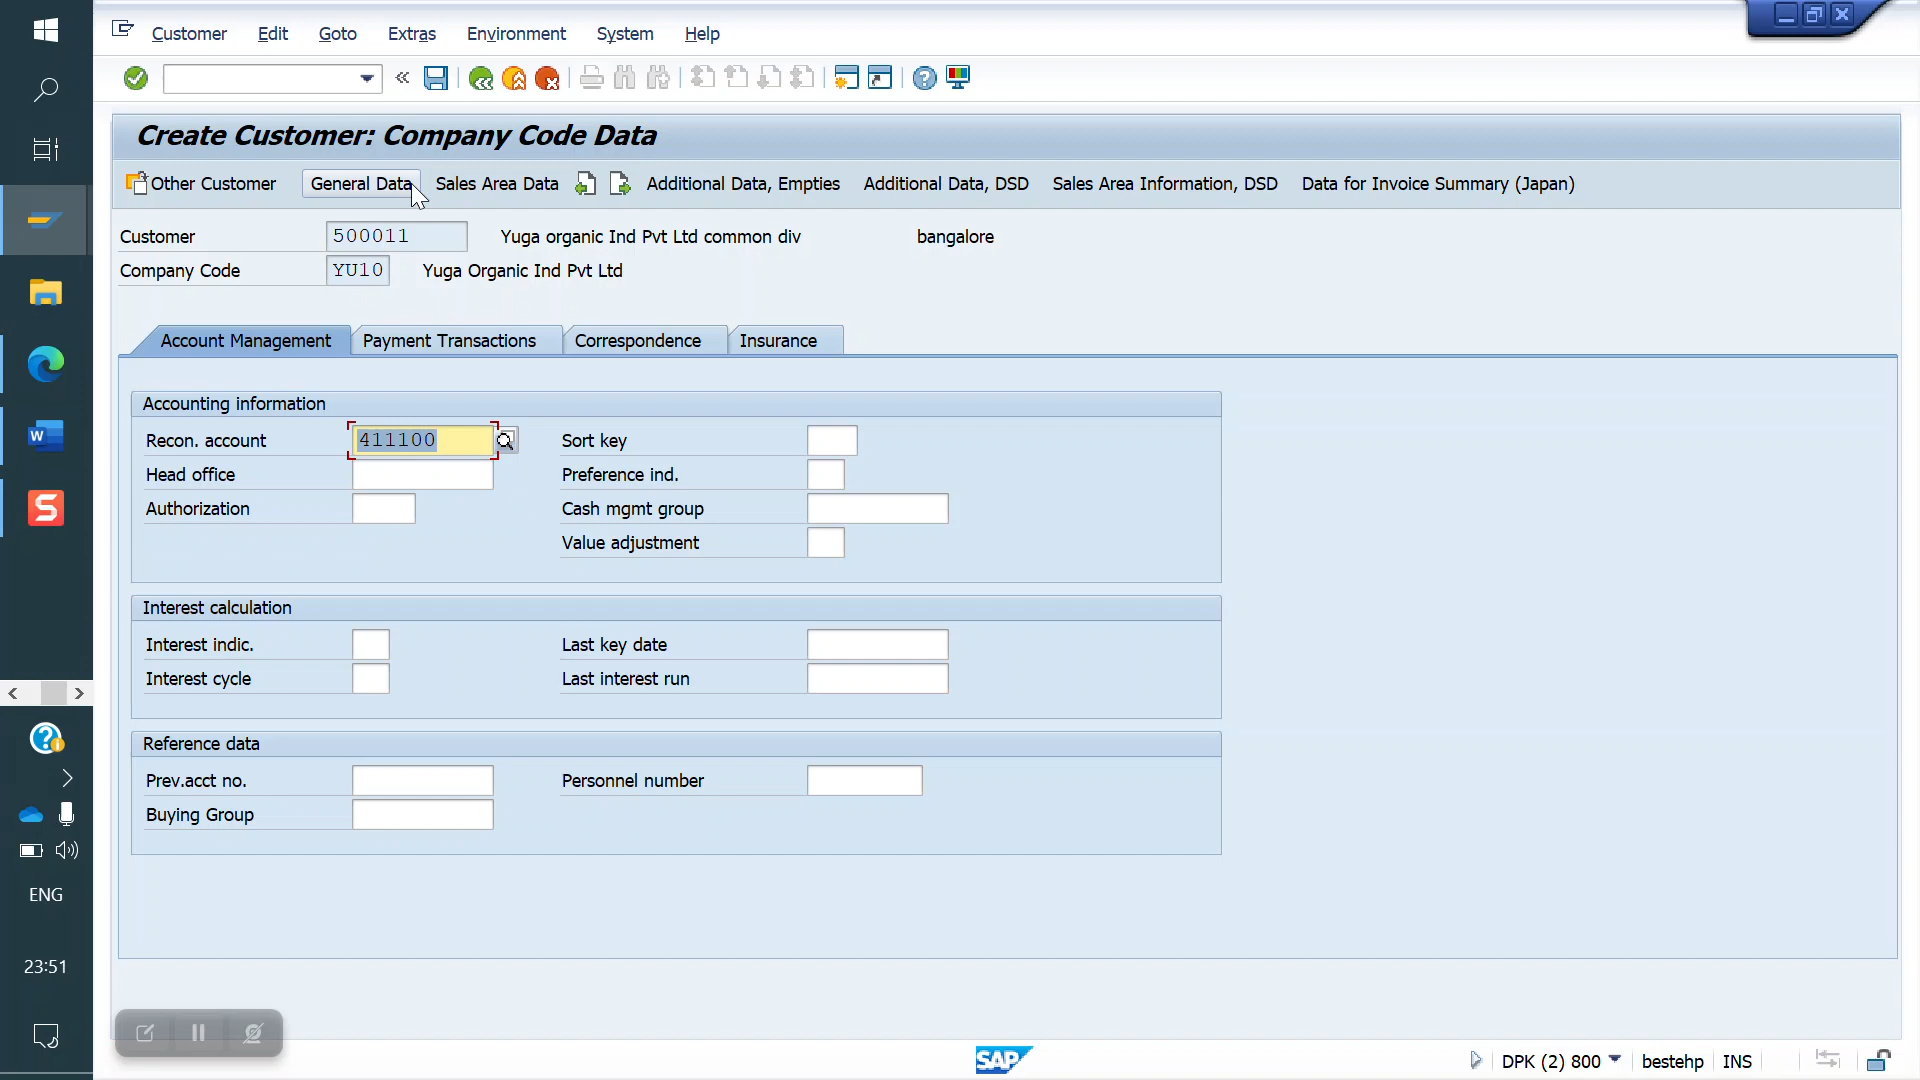 Customer Edit Goto Extras Environment System Help
Create Customer: Company Code Data
Other Customer General Data Sales Area Data Additional Data, Empties Additional Data, DSD Sales Area Information, DSD Data for Invoice Summary (Japan)
Customer 500011 Yuga organic Ind Pvt Ltd common div bangalore
Company Code YU10 Yuga Organic Ind Pvt Ltd
Account Management Payment Transactions Correspondence Insurance
Accounting information
Recon. account 411100 Sort key
Head office Preference ind.
Authorization Cash mgmt group
Value adjustment
Interest calculation
Interest indic. Last key date
Interest cycle Last interest run
Reference data
Prev.acct no. Personnel number
Buying Group
ENG
23:51
SAP DPK (2) 800 bestehp INS